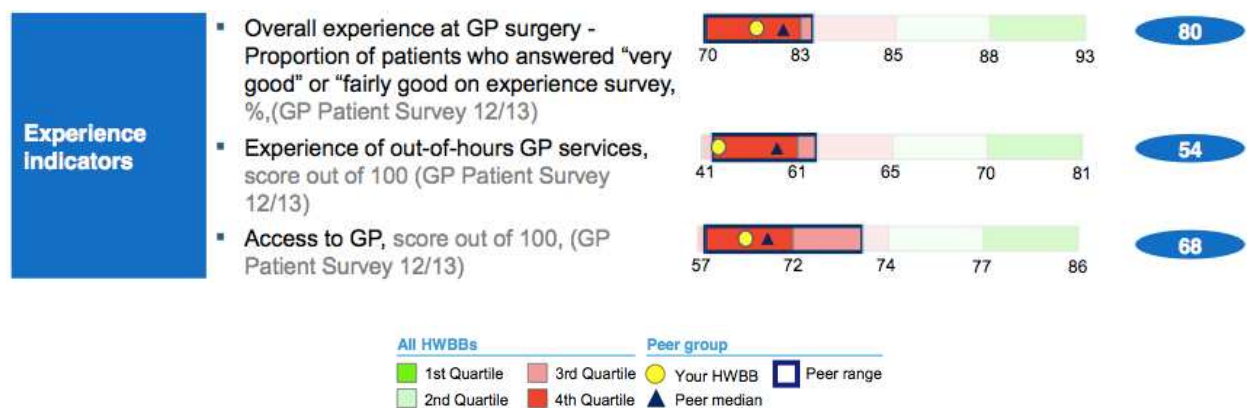 Experience
indicators
▪ Overall experience at GP surgery -
Proportion of patients who answered “very
good” or “fairly good on experience survey,
%,(GP Patient Survey 12/13)
70 83 85 88 93
80
▪ Experience of out-of-hours GP services,
score out of 100 (GP Patient Survey
12/13)
41 61 65 70 81
54
▪ Access to GP, score out of 100, (GP
Patient Survey 12/13)
57 72 74 77 86
68
All HWBBs
1st Quartile 3rd Quartile
2nd Quartile 4th Quartile
Peer group
Your HWBB Peer range
Peer median